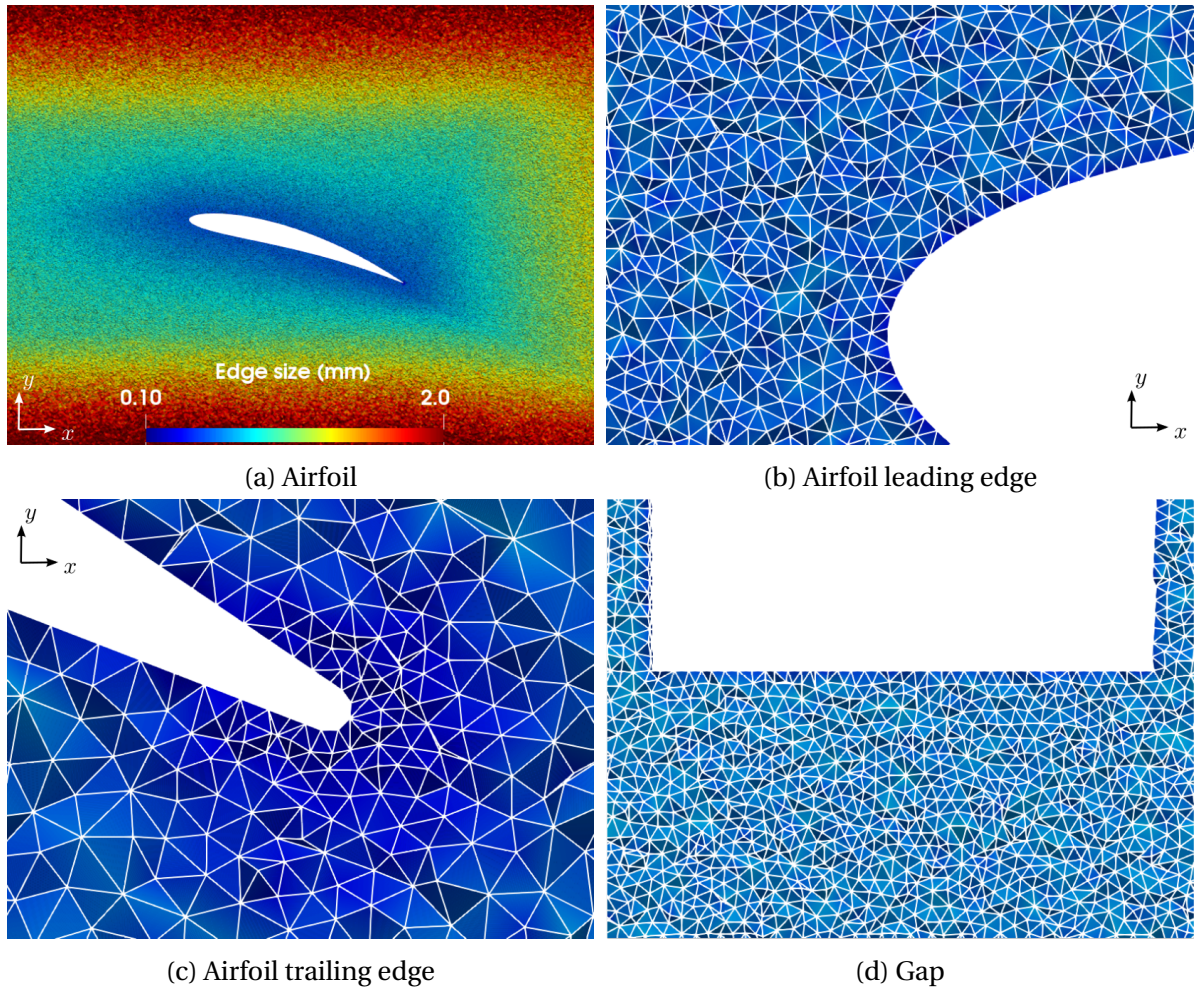 Edge size (mm)
0.10 2.0
y
x
(a) Airfoil
y
x
(b) Airfoil leading edge
y
x
(c) Airfoil trailing edge
(d) Gap